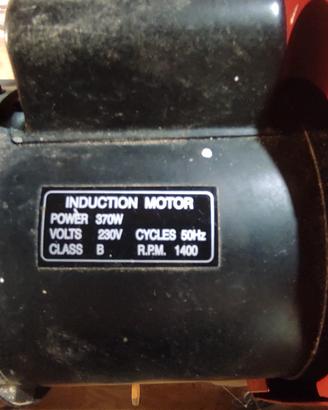 INDUCTION MOTOR
POWER 370W
VOLTS 230V CYCLES 50Hz
CLASS B R.P.M. 1400